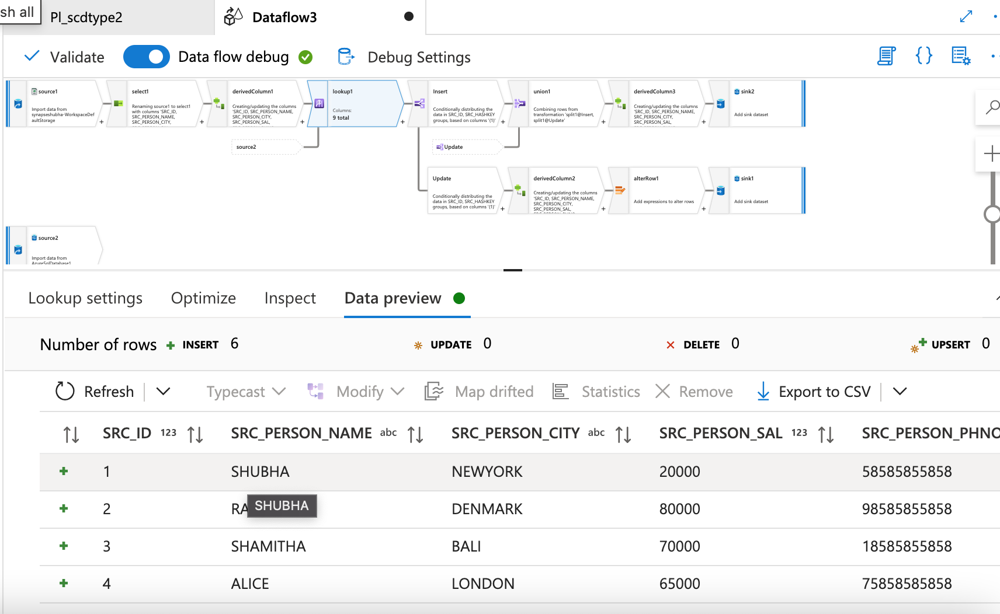 sh all
Pl_scdtype2
Dataflow3
Validate
Data flow debug
Debug Settings
source1
Import data from
synapseshubha-WorkspaceDef
aultStorage
select1
Renaming source1 to select1
with columns 'SRC_ID,
SRC_PERSON_NAME,
SRC_PERSON_CITY,
derivedColumn1
Creating/updating the columns
'SRC_ID, SRC_PERSON_NAME,
SRC_PERSON_CITY,
SRC_PERSON_SAL,
lookup1
Columns:
9 total
Insert
Conditionally distributing the
data in SRC_ID, SRC_HASHKEY
groups, based on columns '{1}'
union1
Combining rows from
transformation 'split1@Insert,
split1@Update'
derivedColumn3
Creating/updating the columns
'SRC_ID, SRC_PERSON_NAME,
SRC_PERSON_CITY,
SRC_PERSON_SAL,
sink2
Add sink dataset
source2
Update
Update
Conditionally distributing the
data in SRC_ID, SRC_HASHKEY
groups, based on columns '{1}'
derivedColumn2
Creating/updating the columns
'SRC_ID, SRC_PERSON_NAME,
SRC_PERSON_CITY,
SRC_PERSON_SAL,
alterRow1
Add expressions to alter rows
sink1
Add sink dataset
source2
Import data from
AzureSqlDatabase1
Lookup settings
Optimize
Inspect
Data preview
Number of rows
INSERT 6
UPDATE 0
DELETE 0
UPSERT 0
Refresh
Typecast
Modify
Map drifted
Statistics
Remove
Export to CSV
SRC_ID 123 SRC_PERSON_NAME abc SRC_PERSON_CITY abc SRC_PERSON_SAL 123 SRC_PERSON_PHNO
1 SHUBHA NEWYORK 20000 58585855858
2 RA DENMARK 80000 98585855858
SHUBHA
3 SHAMITHA BALI 70000 18585855858
4 ALICE LONDON 65000 75858585858